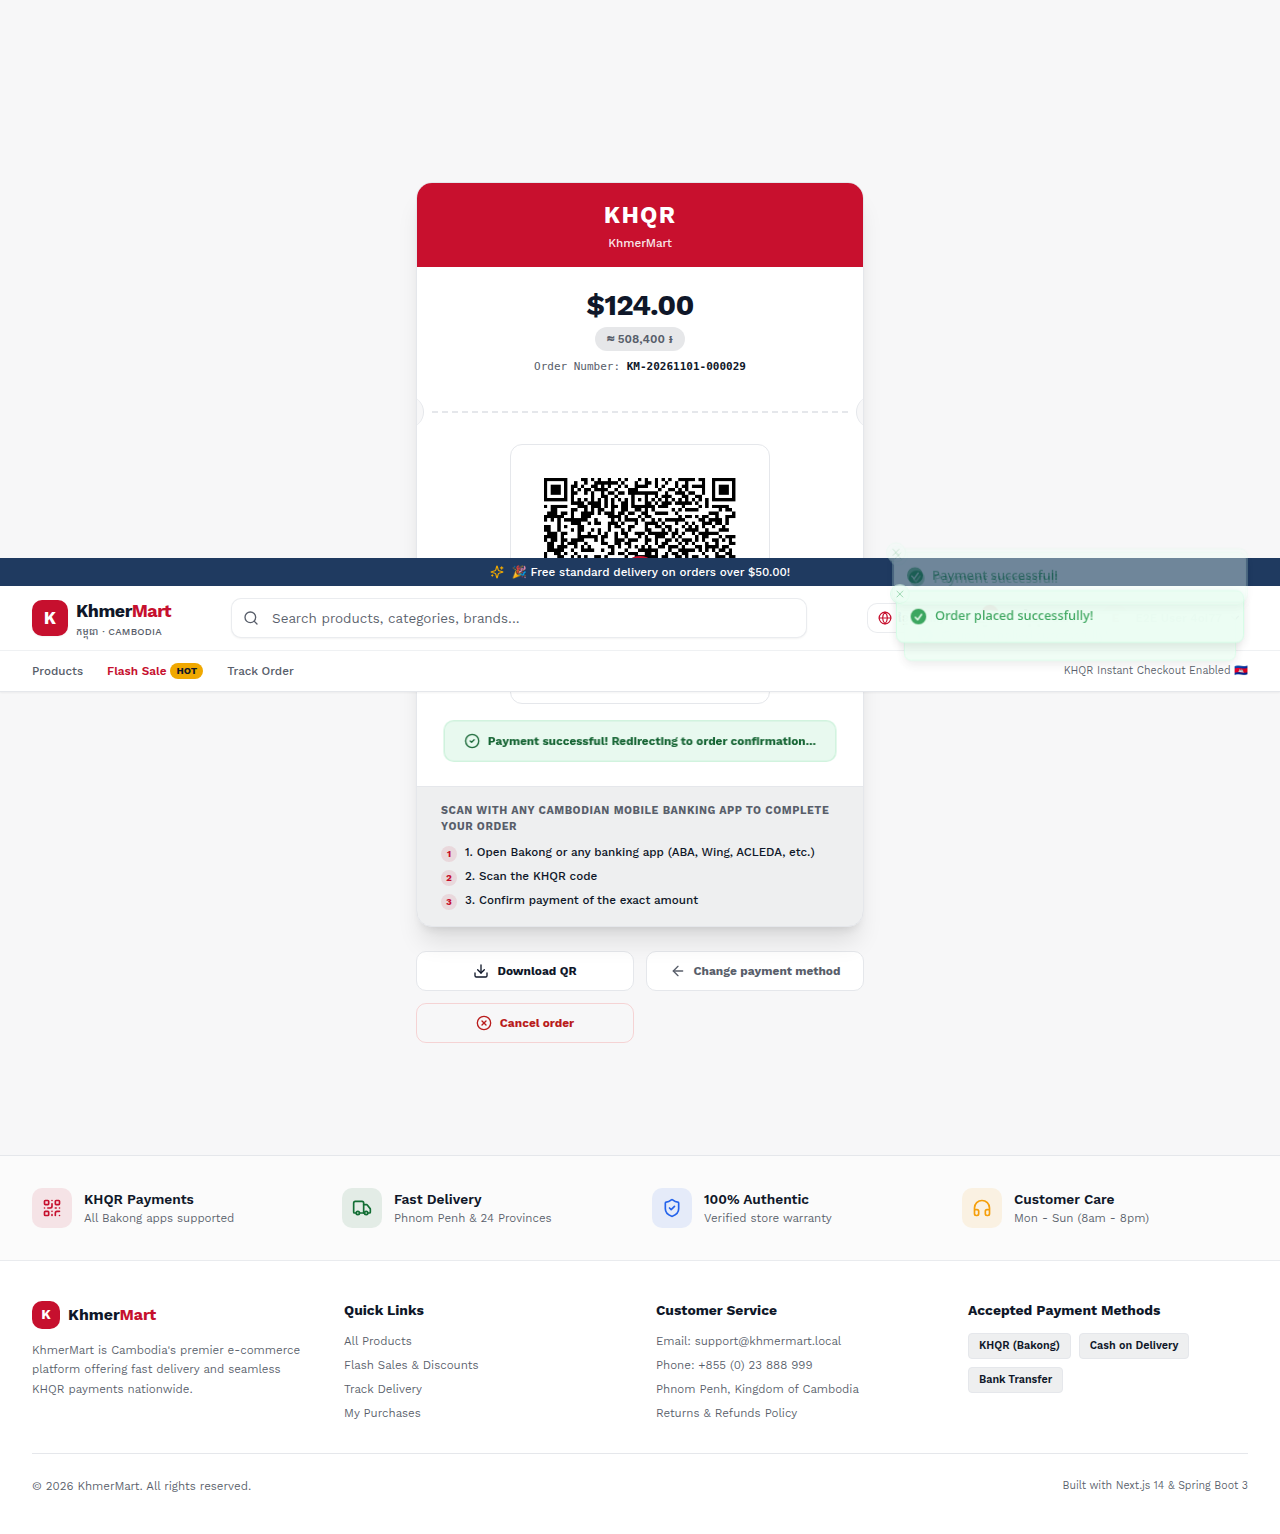 KHQR
KhmerMart
$124.00
≈ 508,400 ៛
Order Number: KM-20261101-000029
✨ 🎉 Free standard delivery on orders over $50.00!
Payment successful!
K KhmerMart
កម្ពុជា · CAMBODIA
Search products, categories, brands...
Order placed successfully!
Products
Flash Sale HOT
Track Order
KHQR Instant Checkout Enabled 🇰🇭
Payment successful! Redirecting to order confirmation...
SCAN WITH ANY CAMBODIAN MOBILE BANKING APP TO COMPLETE
YOUR ORDER
1 1. Open Bakong or any banking app (ABA, Wing, ACLEDA, etc.)
2 2. Scan the KHQR code
3 3. Confirm payment of the exact amount
Download QR
Change payment method
Cancel order
KHQR Payments
All Bakong apps supported
Fast Delivery
Phnom Penh & 24 Provinces
100% Authentic
Verified store warranty
Customer Care
Mon - Sun (8am - 8pm)
K KhmerMart
KhmerMart is Cambodia's premier e-commerce
platform offering fast delivery and seamless
KHQR payments nationwide.
Quick Links
All Products
Flash Sales & Discounts
Track Delivery
My Purchases
Customer Service
Email: support@khmermart.local
Phone: +855 (0) 23 888 999
Phnom Penh, Kingdom of Cambodia
Returns & Refunds Policy
Accepted Payment Methods
KHQR (Bakong)
Cash on Delivery
Bank Transfer
© 2026 KhmerMart. All rights reserved.
Built with Next.js 14 & Spring Boot 3